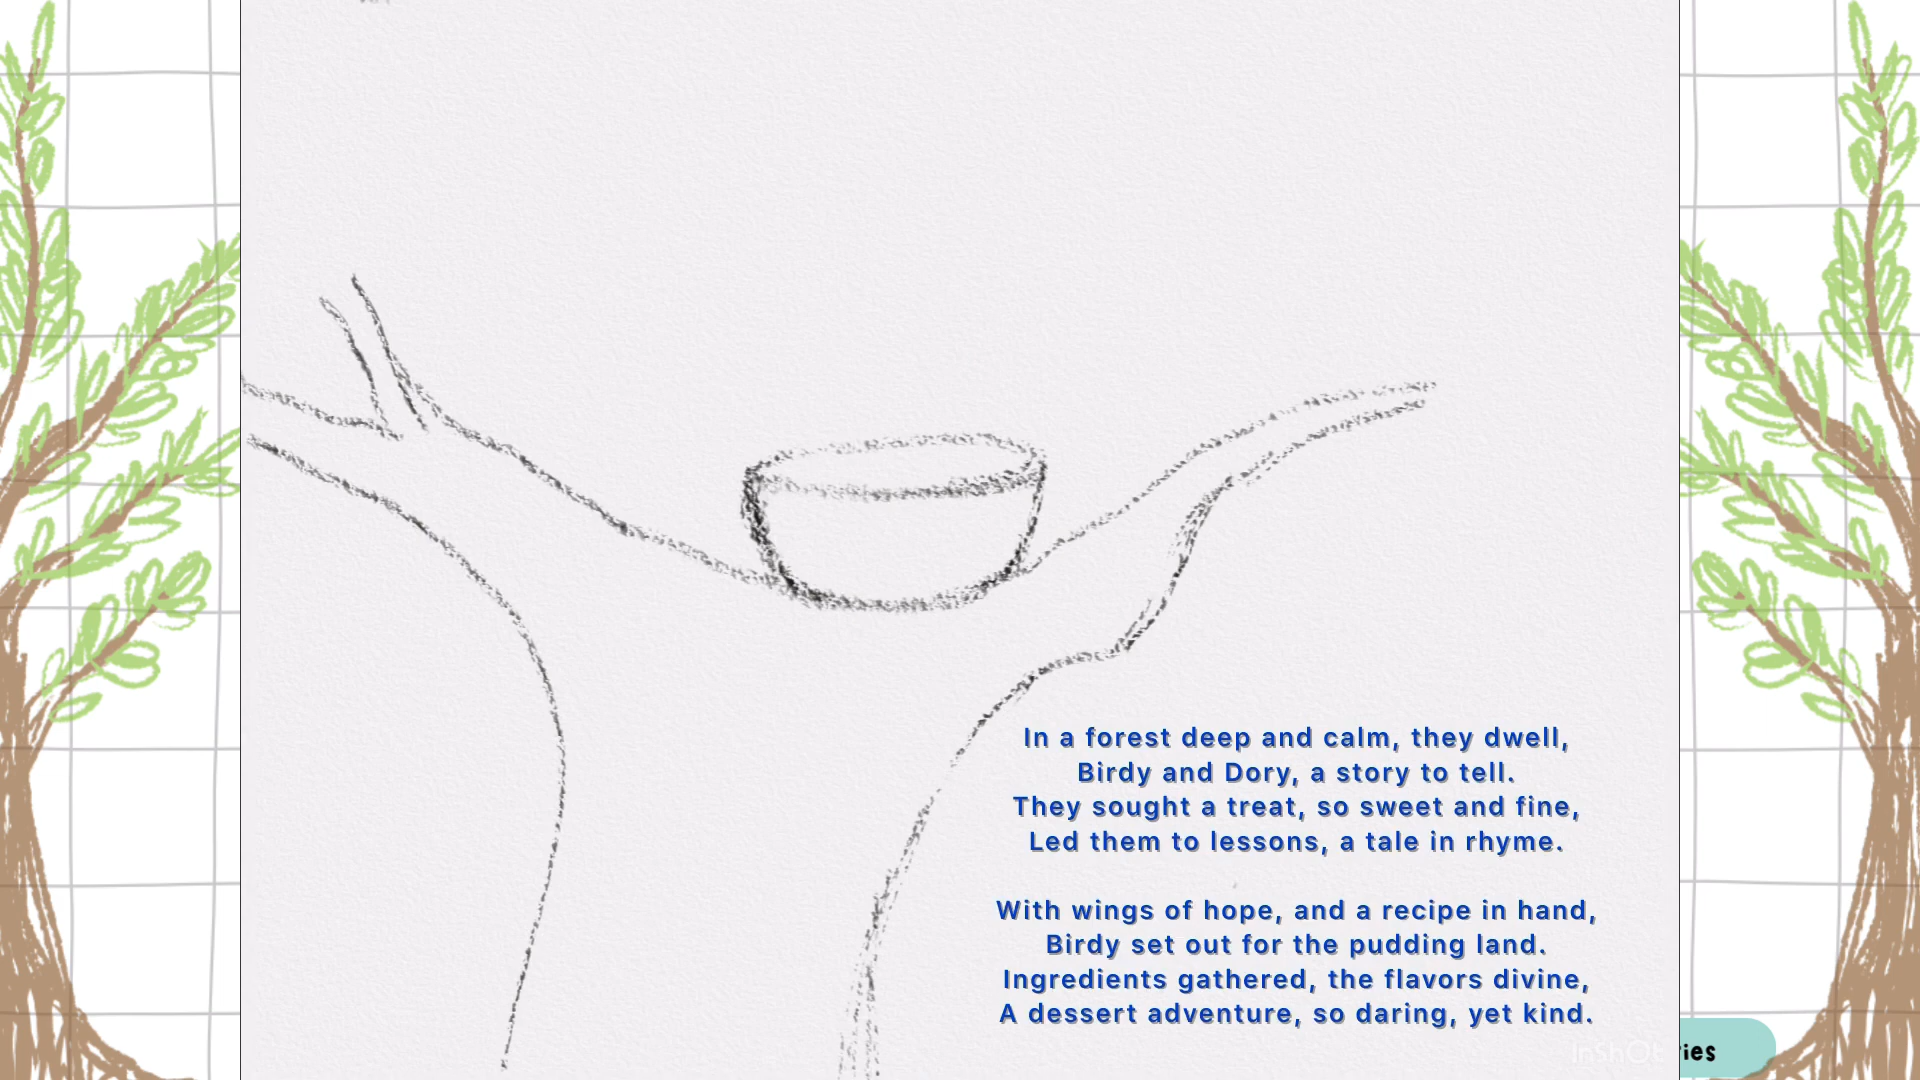 In a forest deep and calm, they dwell,
Birdy and Dory, a story to tell.
They sought a treat, so sweet and fine,
Led them to lessons, a tale in rhyme.
With wings of hope, and a recipe in hand,
Birdy set out for the pudding land.
Ingredients gathered, the flavors divine,
A dessert adventure, so daring, yet kind.
InShOt
ries